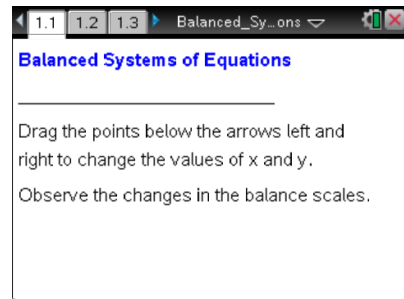 1.1 1.2 1.3 Balanced_Sy...ons
Balanced Systems of Equations
Drag the points below the arrows left and
right to change the values of x and y.
Observe the changes in the balance scales.